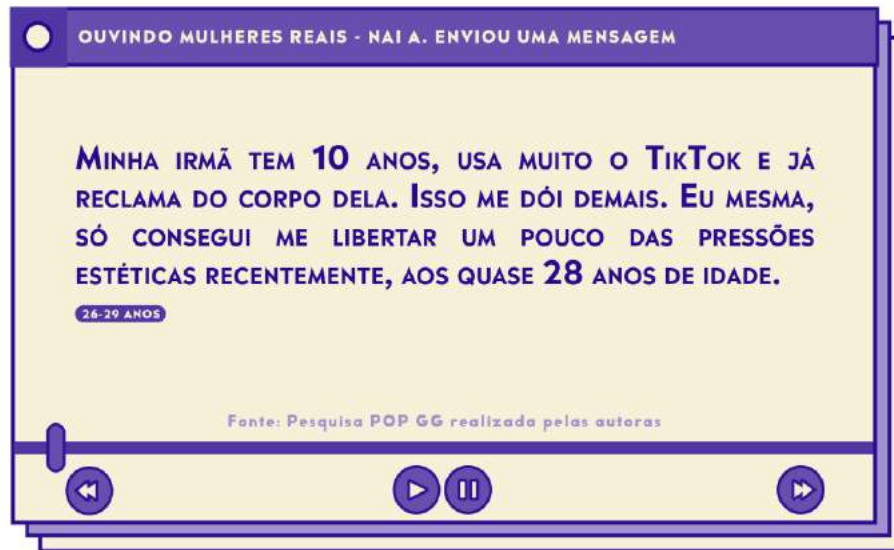 OUVINDO MULHERES REAIS - NAI A. ENVIOU UMA MENSAGEM
MINHA IRMÃ TEM 10 ANOS, USA MUITO O TIKTOK E JÁ
RECLAMA DO CORPO DELA. ISSO ME DÓI DEMAIS. EU MESMA,
SÓ CONSEGUI ME LIBERTAR UM POUCO DAS PRESSÕES
ESTÉTICAS RECENTEMENTE, AOS QUASE 28 ANOS DE IDADE.
26-29 ANOS
Fonte: Pesquisa POP GG realizada pelas autoras